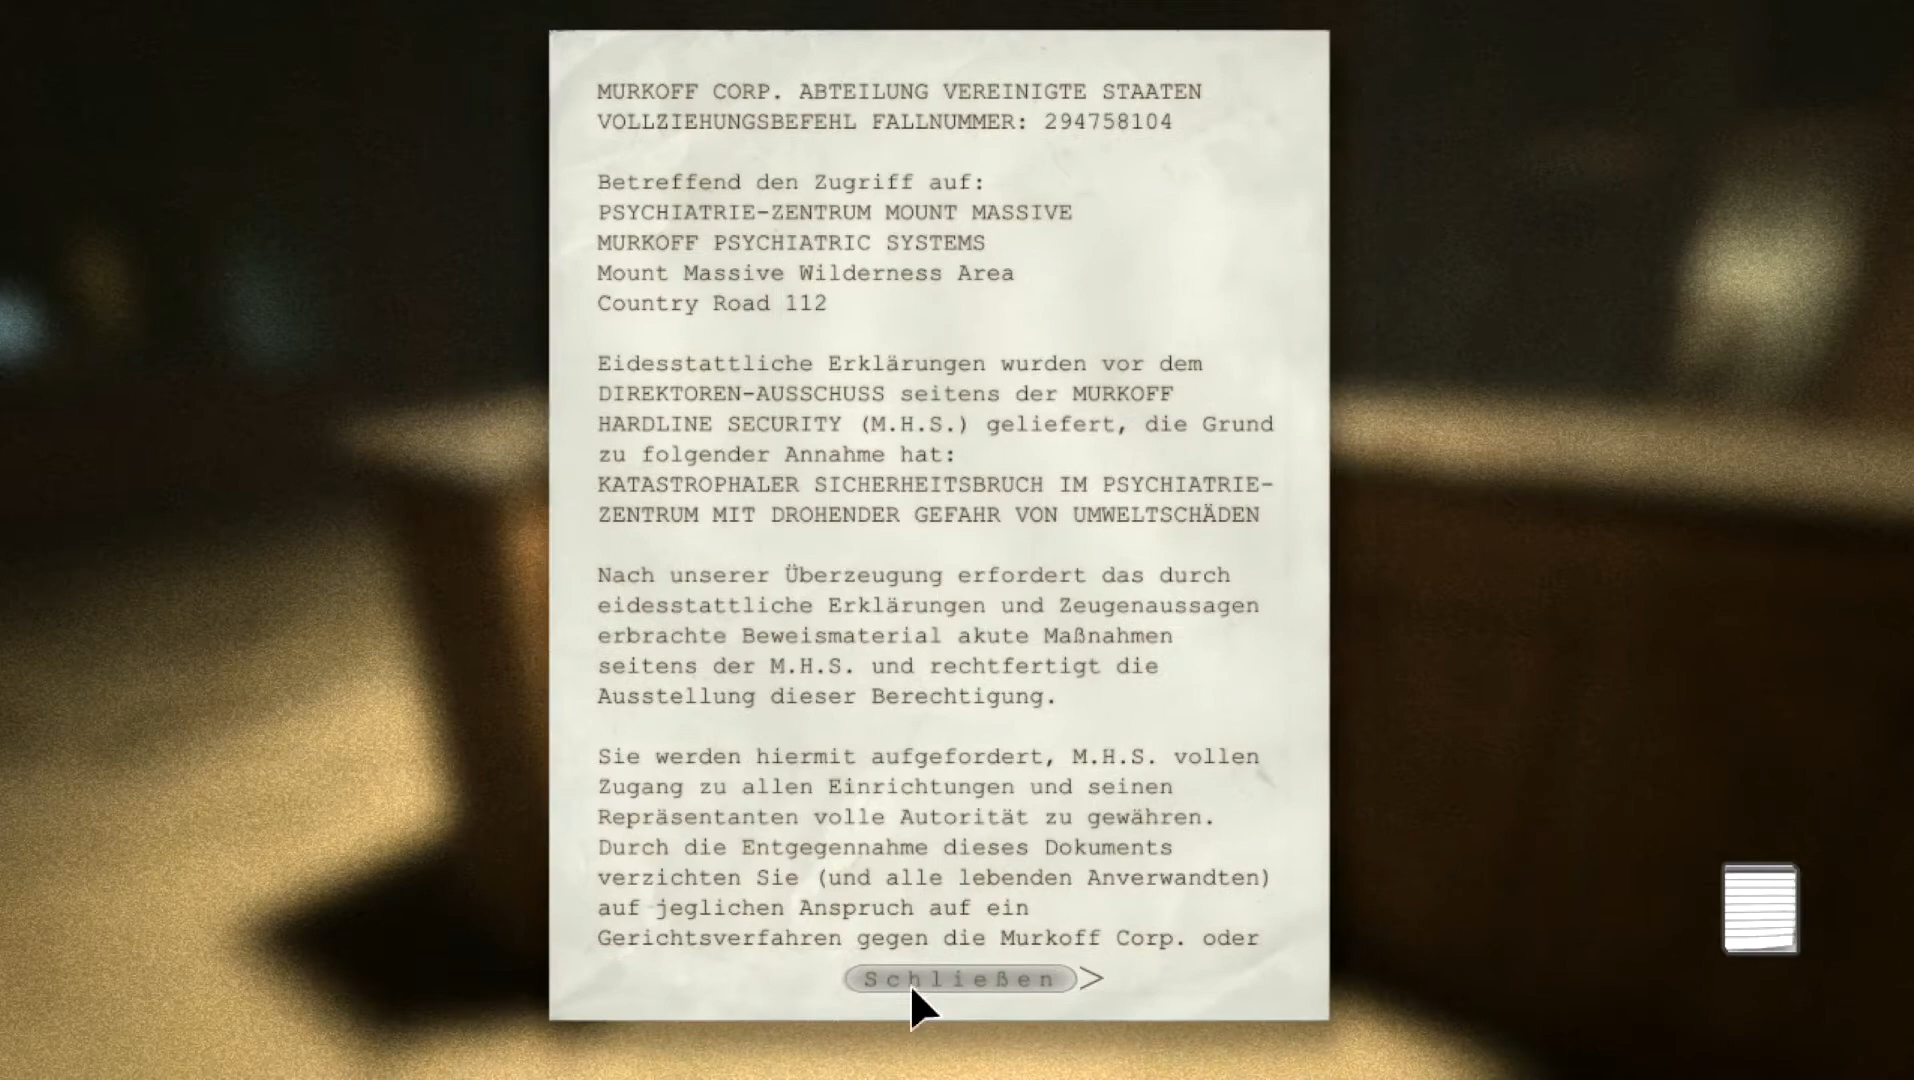 MURKOFF CORP. ABTEILUNG VEREINIGTE STAATEN
VOLLZIEHUNGSBEFEHL FALLNUMMER: 294758104
Betreffend den Zugriff auf:
PSYCHIATRIE-ZENTRUM MOUNT MASSIVE
MURKOFF PSYCHIATRIC SYSTEMS
Mount Massive Wilderness Area
Country Road 112
Eidesstattliche Erklärungen wurden vor dem
DIREKTOREN-AUSSCHUSS seitens der MURKOFF
HARDLINE SECURITY (M.H.S.) geliefert, die Grund
zu folgender Annahme hat:
KATASTROPHALER SICHERHEITSBRUCH IM PSYCHIATRIE-
ZENTRUM MIT DROHENDER GEFAHR VON UMWELTSCHÄDEN
Nach unserer Überzeugung erfordert das durch
eidesstattliche Erklärungen und Zeugenaussagen
erbrachte Beweismaterial akute Maßnahmen
seitens der M.H.S. und rechtfertigt die
Ausstellung dieser Berechtigung.
Sie werden hiermit aufgefordert, M.H.S. vollen
Zugang zu allen Einrichtungen und seinen
Repräsentanten volle Autorität zu gewähren.
Durch die Entgegennahme dieses Dokuments
verzichten Sie (und alle lebenden Anverwandten)
auf jeglichen Anspruch auf ein
Gerichtsverfahren gegen die Murkoff Corp. oder
Schließen >